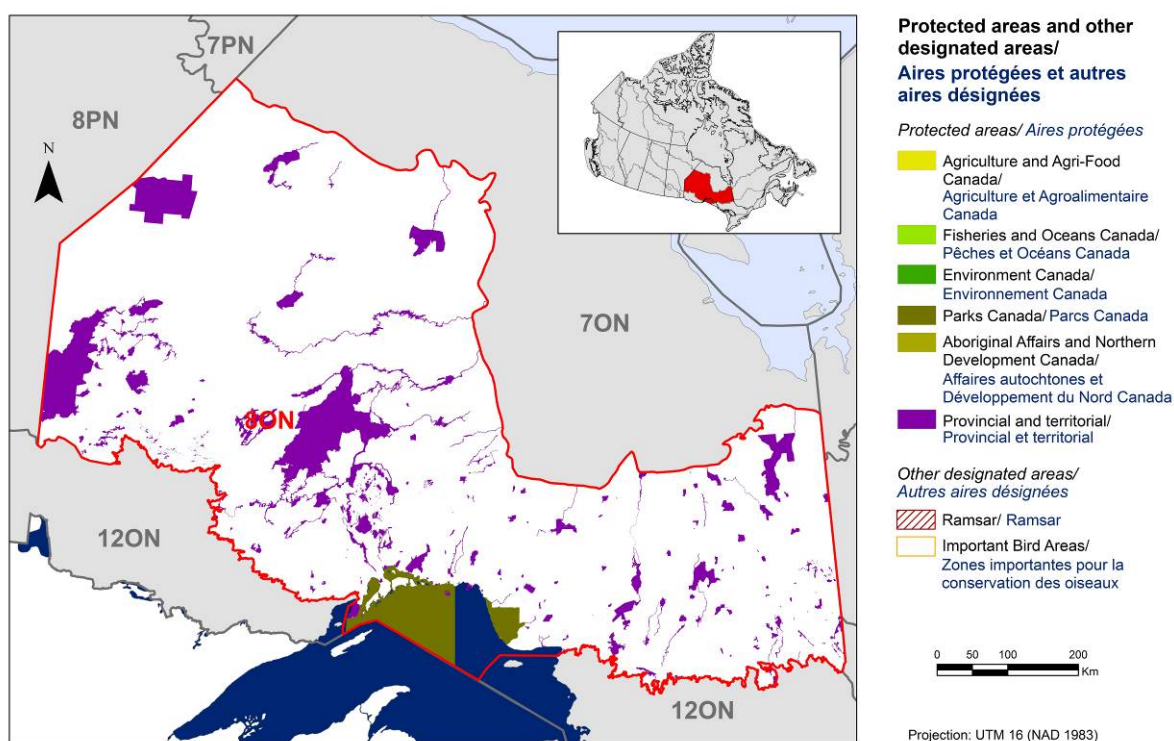 7PN
8PN
N
7ON
8ON
12ON
12ON
Protected areas and other
designated areas/
Aires protégées et autres
aires désignées
Protected areas/ Aires protégées
Agriculture and Agri-Food
Canada/
Agriculture et Agroalimentaire
Canada
Fisheries and Oceans Canada/
Pêches et Océans Canada
Environment Canada/
Environnement Canada
Parks Canada/ Parcs Canada
Aboriginal Affairs and Northern
Development Canada/
Affaires autochtones et
Développement du Nord Canada
Provincial and territorial/
Provincial et territorial
Other designated areas/
Autres aires désignées
Ramsar/ Ramsar
Important Bird Areas/
Zones importantes pour la
conservation des oiseaux
0 50 100 200
Km
Projection: UTM 16 (NAD 1983)